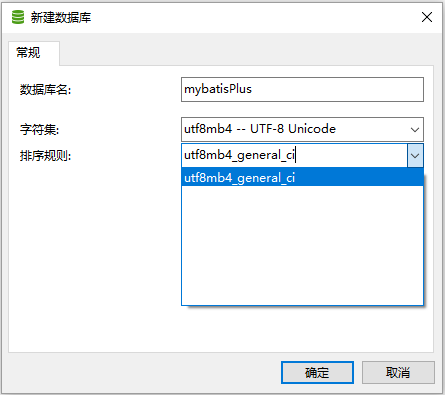 新建数据库
常规
数据库名: mybatisPlus
字符集: utf8mb4 -- UTF-8 Unicode
排序规则: utf8mb4_general_ci
utf8mb4_general_ci
确定 取消